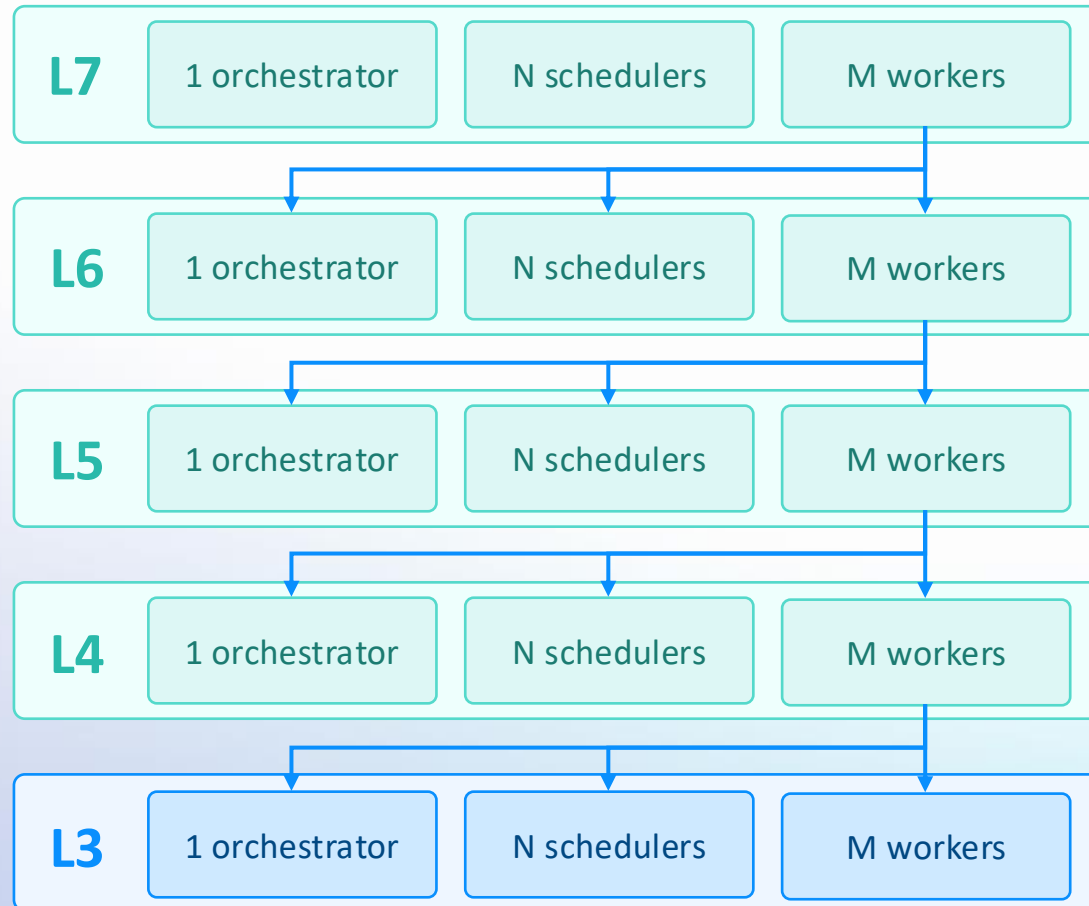 L7
1 orchestrator
N schedulers
M workers
L6
1 orchestrator
N schedulers
M workers
L5
1 orchestrator
N schedulers
M workers
L4
1 orchestrator
N schedulers
M workers
L3
1 orchestrator
N schedulers
M workers